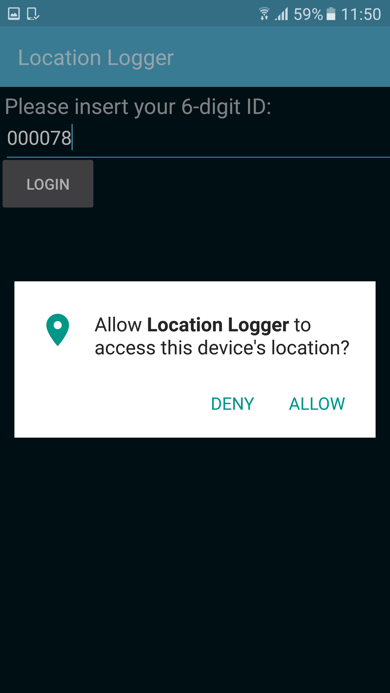 59% 11:50
Location Logger
Please insert your 6-digit ID:
000078
LOGIN
Allow Location Logger to
access this device's location?
DENY ALLOW